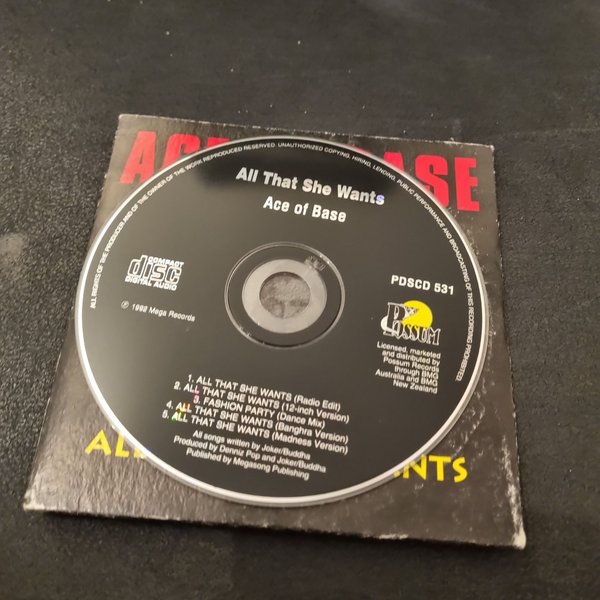 AC ASE
ALL RIGHTS OF THE PRODUCER AND OF THE OWNER OF THE WORK REPRODUCED RESERVED. UNAUTHORIZED COPYING, HIRING, LENDING, PUBLIC PERFORMANCE AND BROADCASTING OF THIS RECORDING PROHIBITED.
All That She Wants
Ace of Base
COMPACT
disc
DIGITAL AUDIO
PDSCD 531
℗ 1992 Mega Records
POSSUM
Licensed, marketed
and distributed by
Possum Records
through BMG
Australia and BMG
New Zealand
1. ALL THAT SHE WANTS (Radio Edit)
2. ALL THAT SHE WANTS (12-inch Version)
3. FASHION PARTY (Dance Mix)
4. ALL THAT SHE WANTS (Banghra Version)
5. ALL THAT SHE WANTS (Madness Version)
All songs written by Joker/Buddha
Produced by Denniz Pop and Joker/Buddha
Published by Megasong Publishing
ALL ANTS